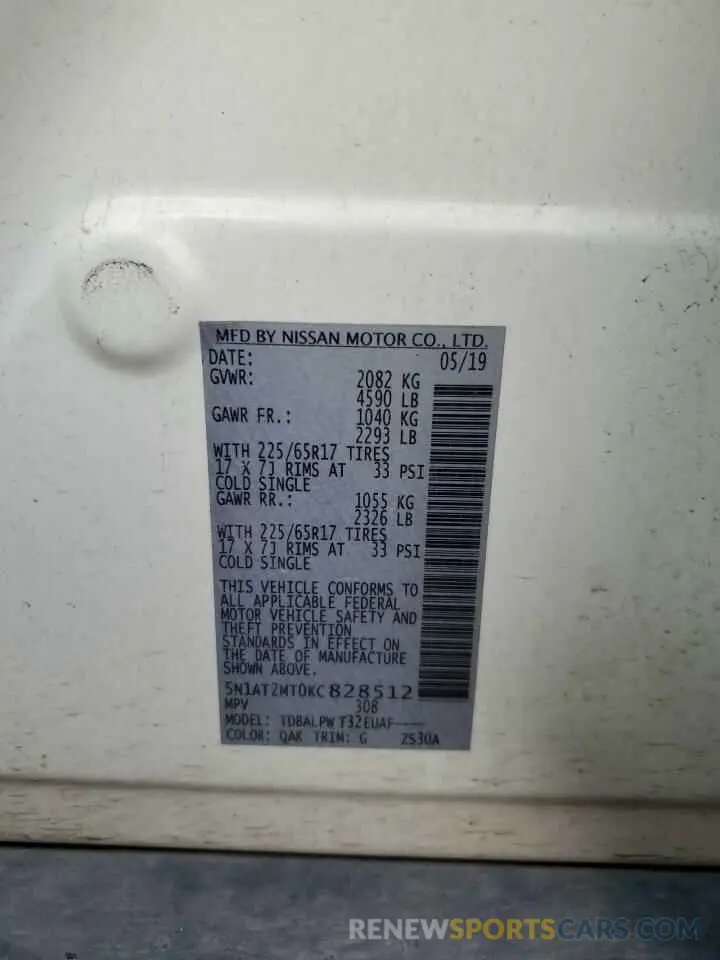 MFD BY NISSAN MOTOR CO., LTD.
DATE: 05/19
GVWR: 2082 KG
4590 LB
GAWR FR.: 1040 KG
2293 LB
WITH 225/65R17 TIRES
17 X 7J RIMS AT 33 PSI
COLD SINGLE
GAWR RR.: 1055 KG
2326 LB
WITH 225/65R17 TIRES
17 X 7J RIMS AT 33 PSI
COLD SINGLE
THIS VEHICLE CONFORMS TO
ALL APPLICABLE FEDERAL
MOTOR VEHICLE SAFETY AND
THEFT PREVENTION
STANDARDS IN EFFECT ON
THE DATE OF MANUFACTURE
SHOWN ABOVE.
5N1AT2MT0KC828512
MPV 308
MODEL: TDBALPW T32EUAF-----
COLOR: QAK TRIM: G 2S30A
RENEWSPORTSCARS.COM